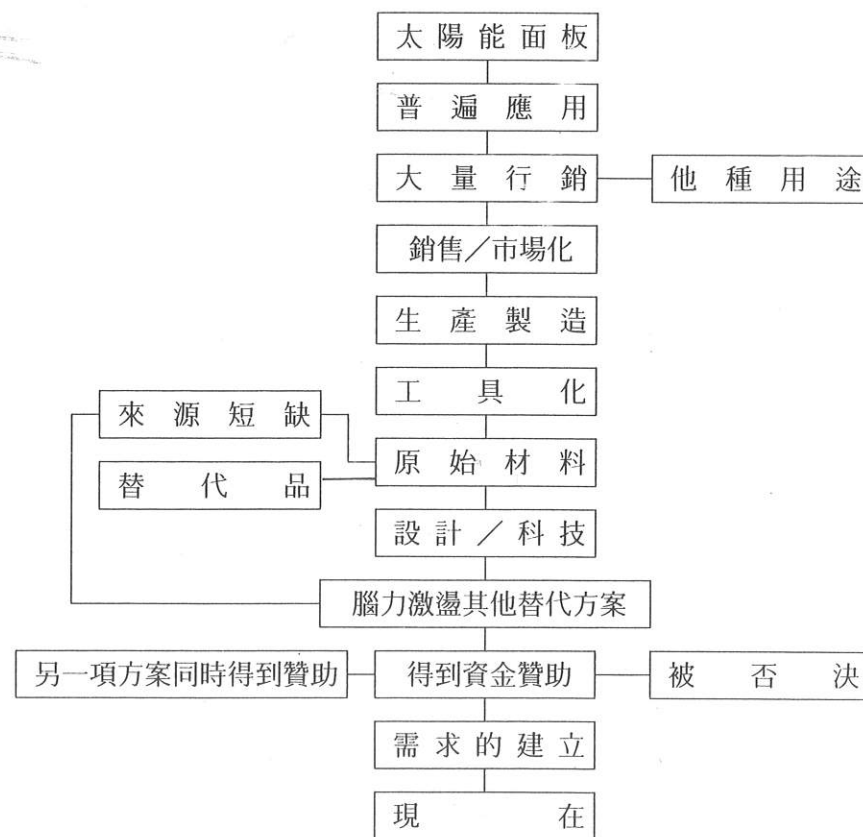 太陽能面板
普遍應用
大量行銷
他種用途
銷售／市場化
生產製造
工具化
來源短缺
原始材料
替代品
設計／科技
腦力激盪其他替代方案
另一項方案同時得到贊助
得到資金贊助
被否決
需求的建立
現在